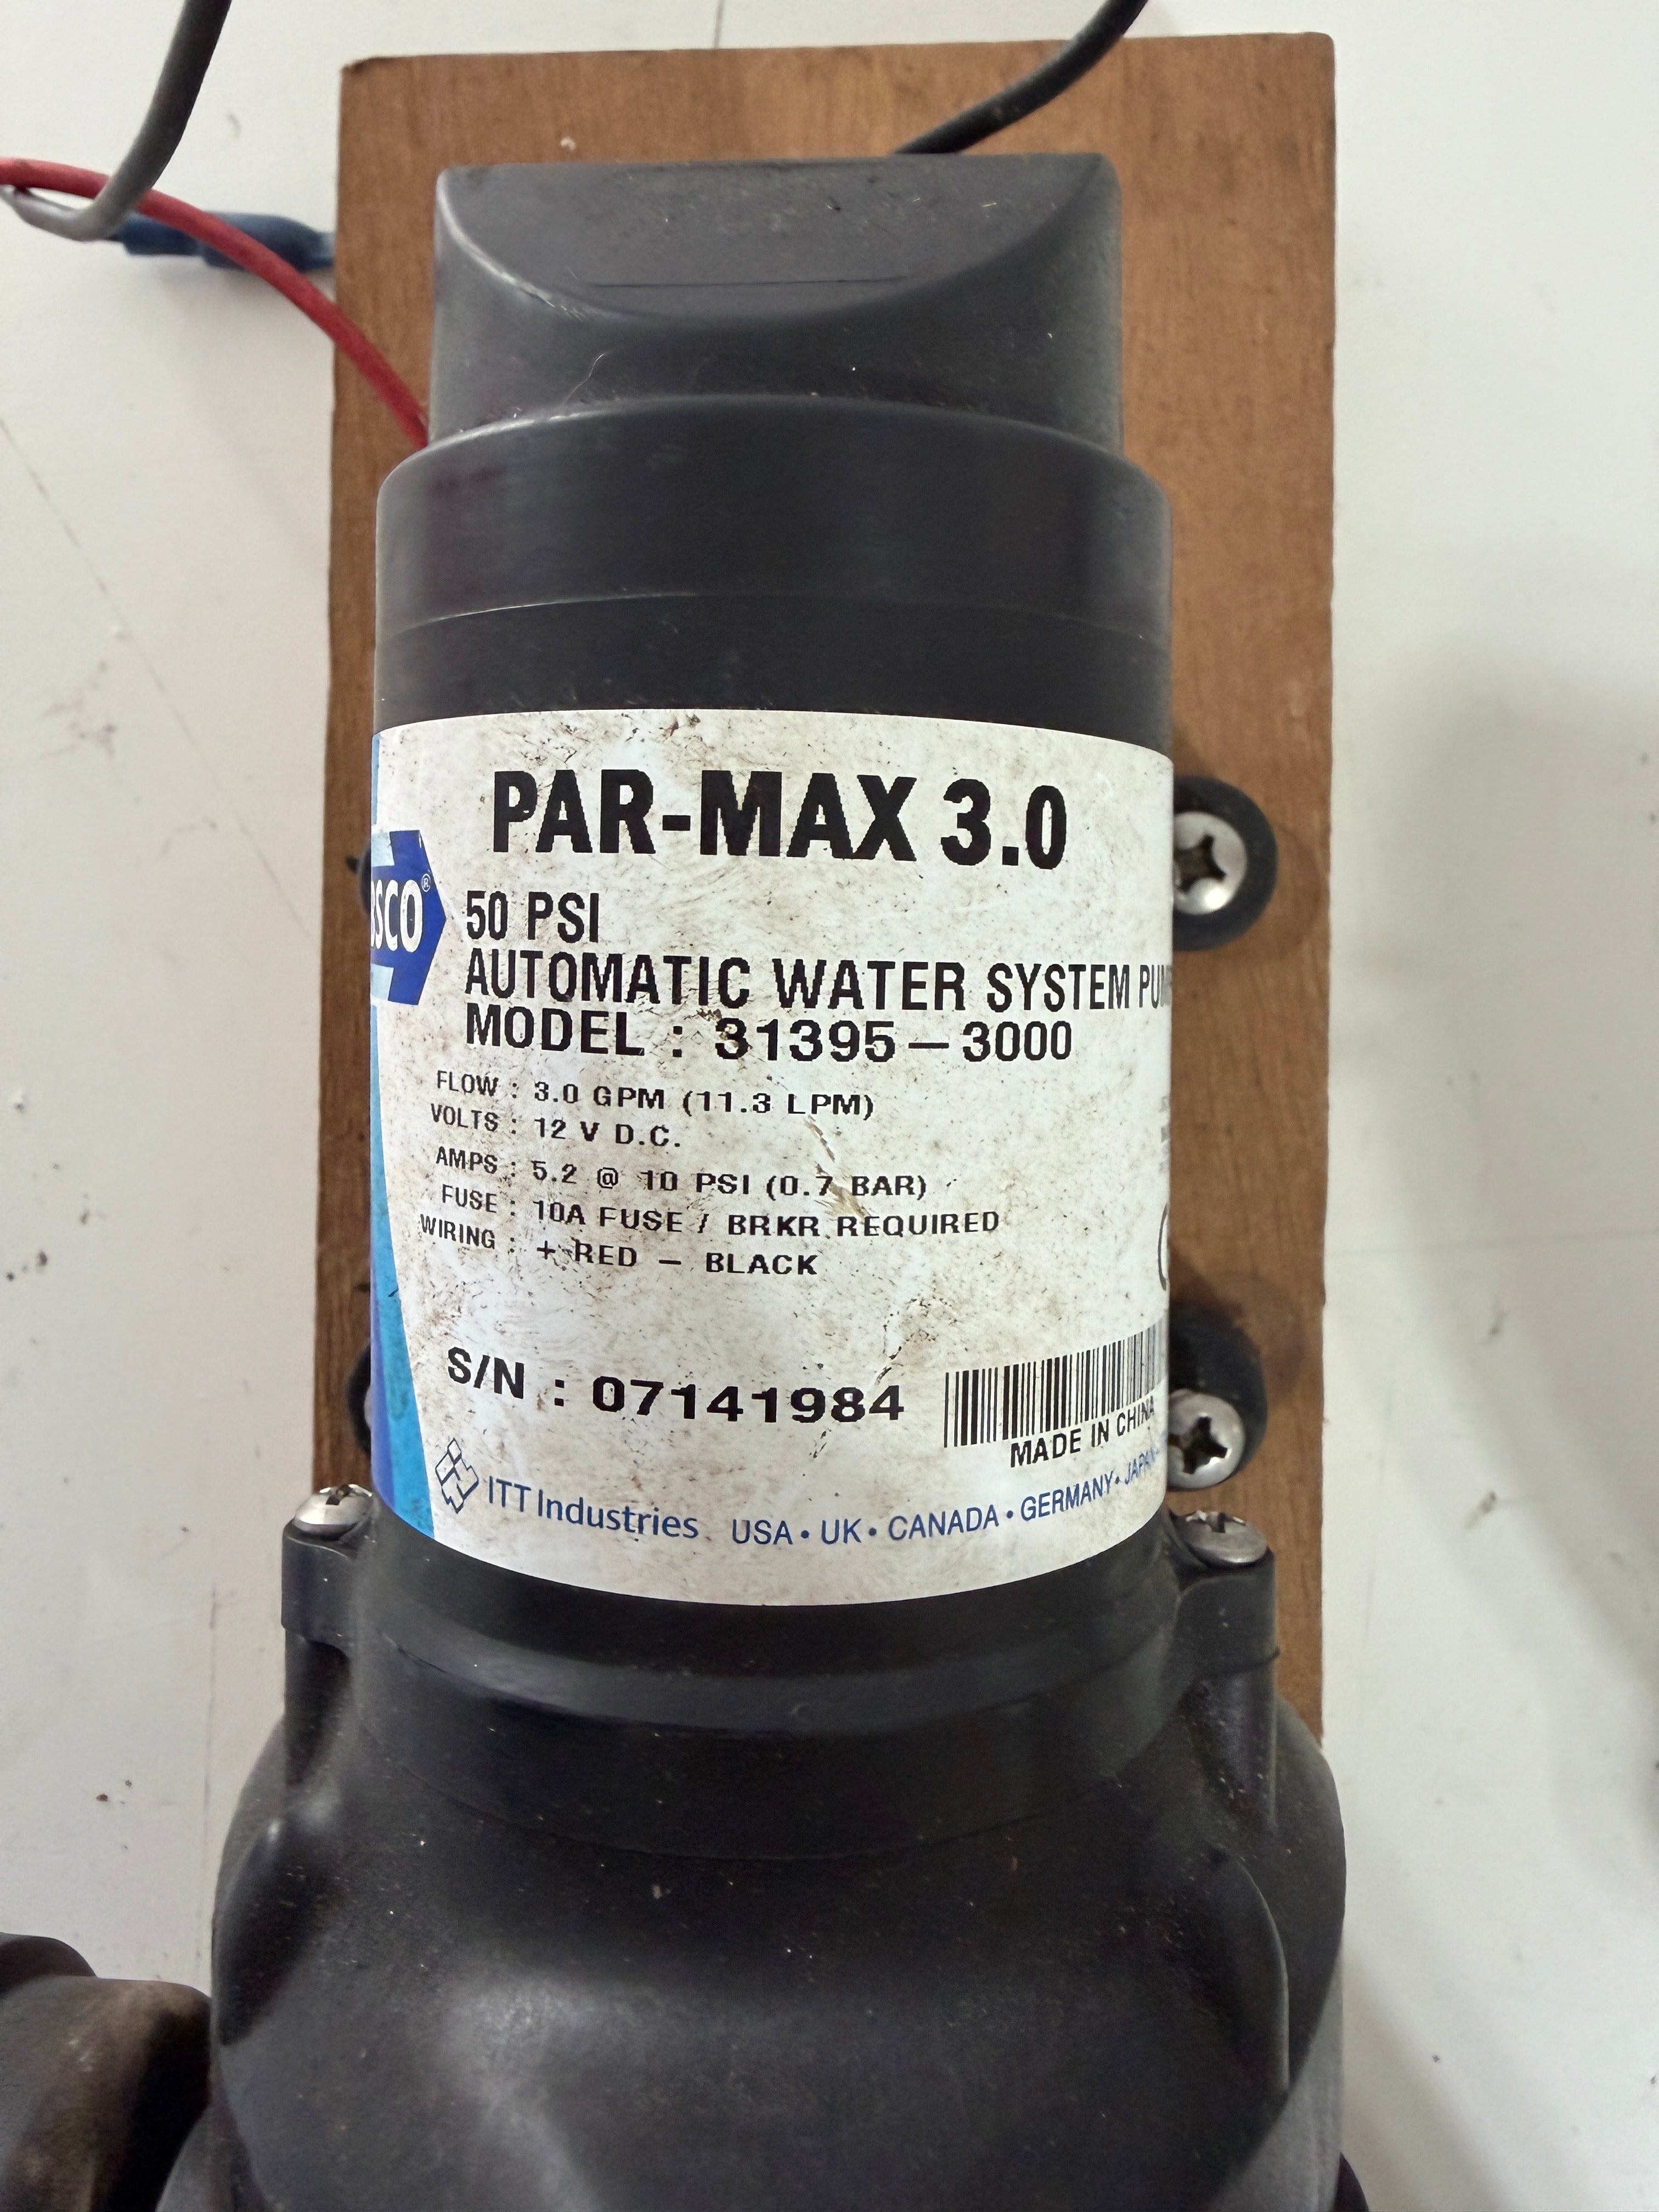 PAR-MAX 3.0
50 PSI
AUTOMATIC WATER SYSTEM
MODEL : 31395-3000
FLOW : 3.0 GPM (11.3 LPM)
VOLTS : 12 V D.C.
AMPS : 5.2 @ 10 PSI (0.7 BAR)
FUSE : 10A FUSE / BRKR REQUIRED
WIRING : + RED - BLACK
S/N : 07141984
MADE IN CHINA
ITT Industries USA • UK • CANADA • GERMANY • JAPAN